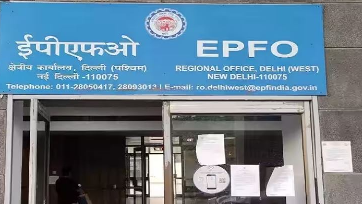 ईपीएफओ
क्षेत्रीय कार्यालय, दिल्ली (पश्चिम)
नई दिल्ली -110075
EPFO
REGIONAL OFFICE, DELHI (WEST)
NEW DELHI-110075
Telephone: 011-28050417, 28093013 | E-mail: ro.delhiwest@epfindia.gov.in